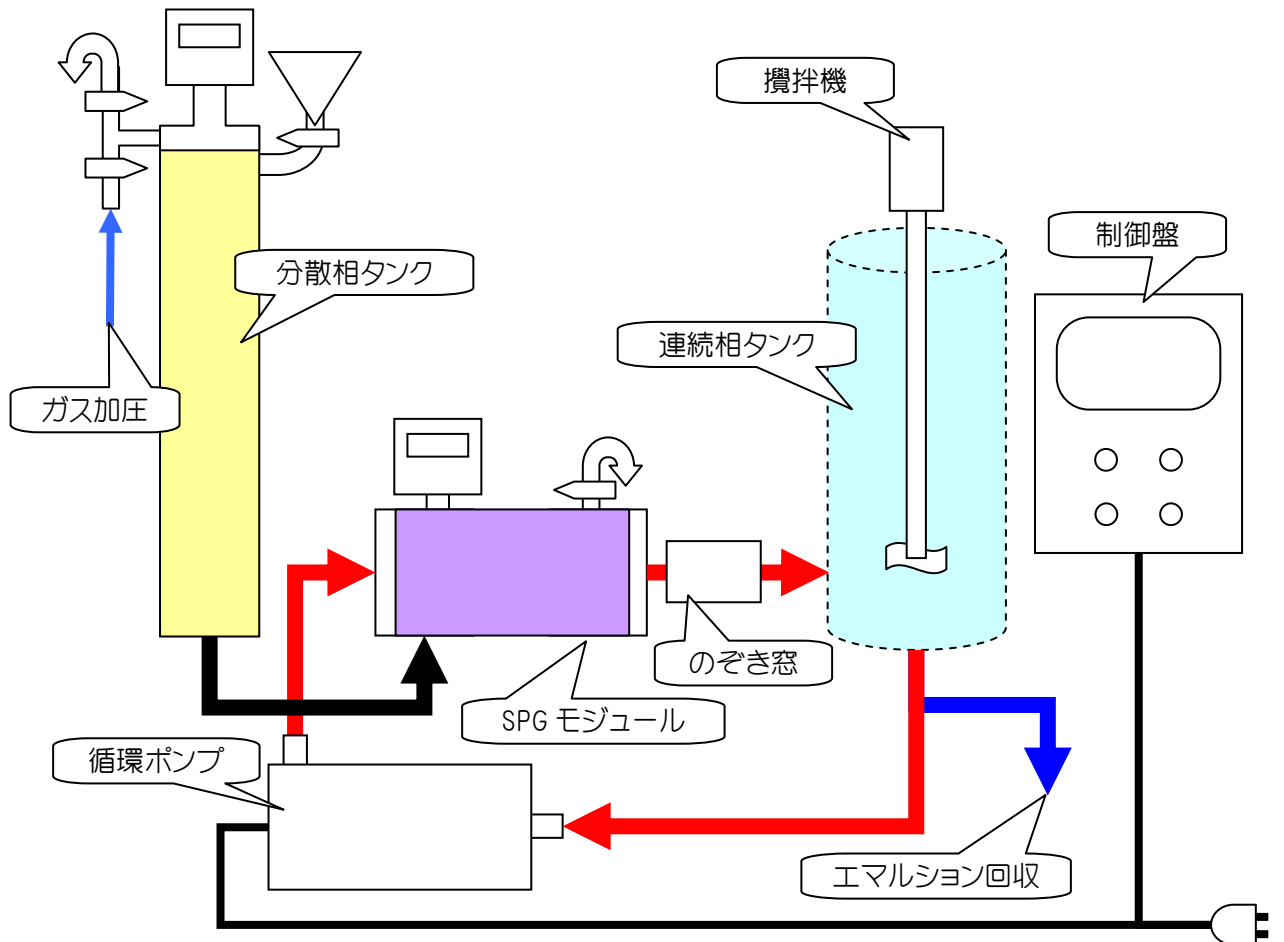 攪拌機
制御盤
分散相タンク
連続相タンク
ガス加圧
のぞき窓
SPG モジュール
循環ポンプ
エマルション回収